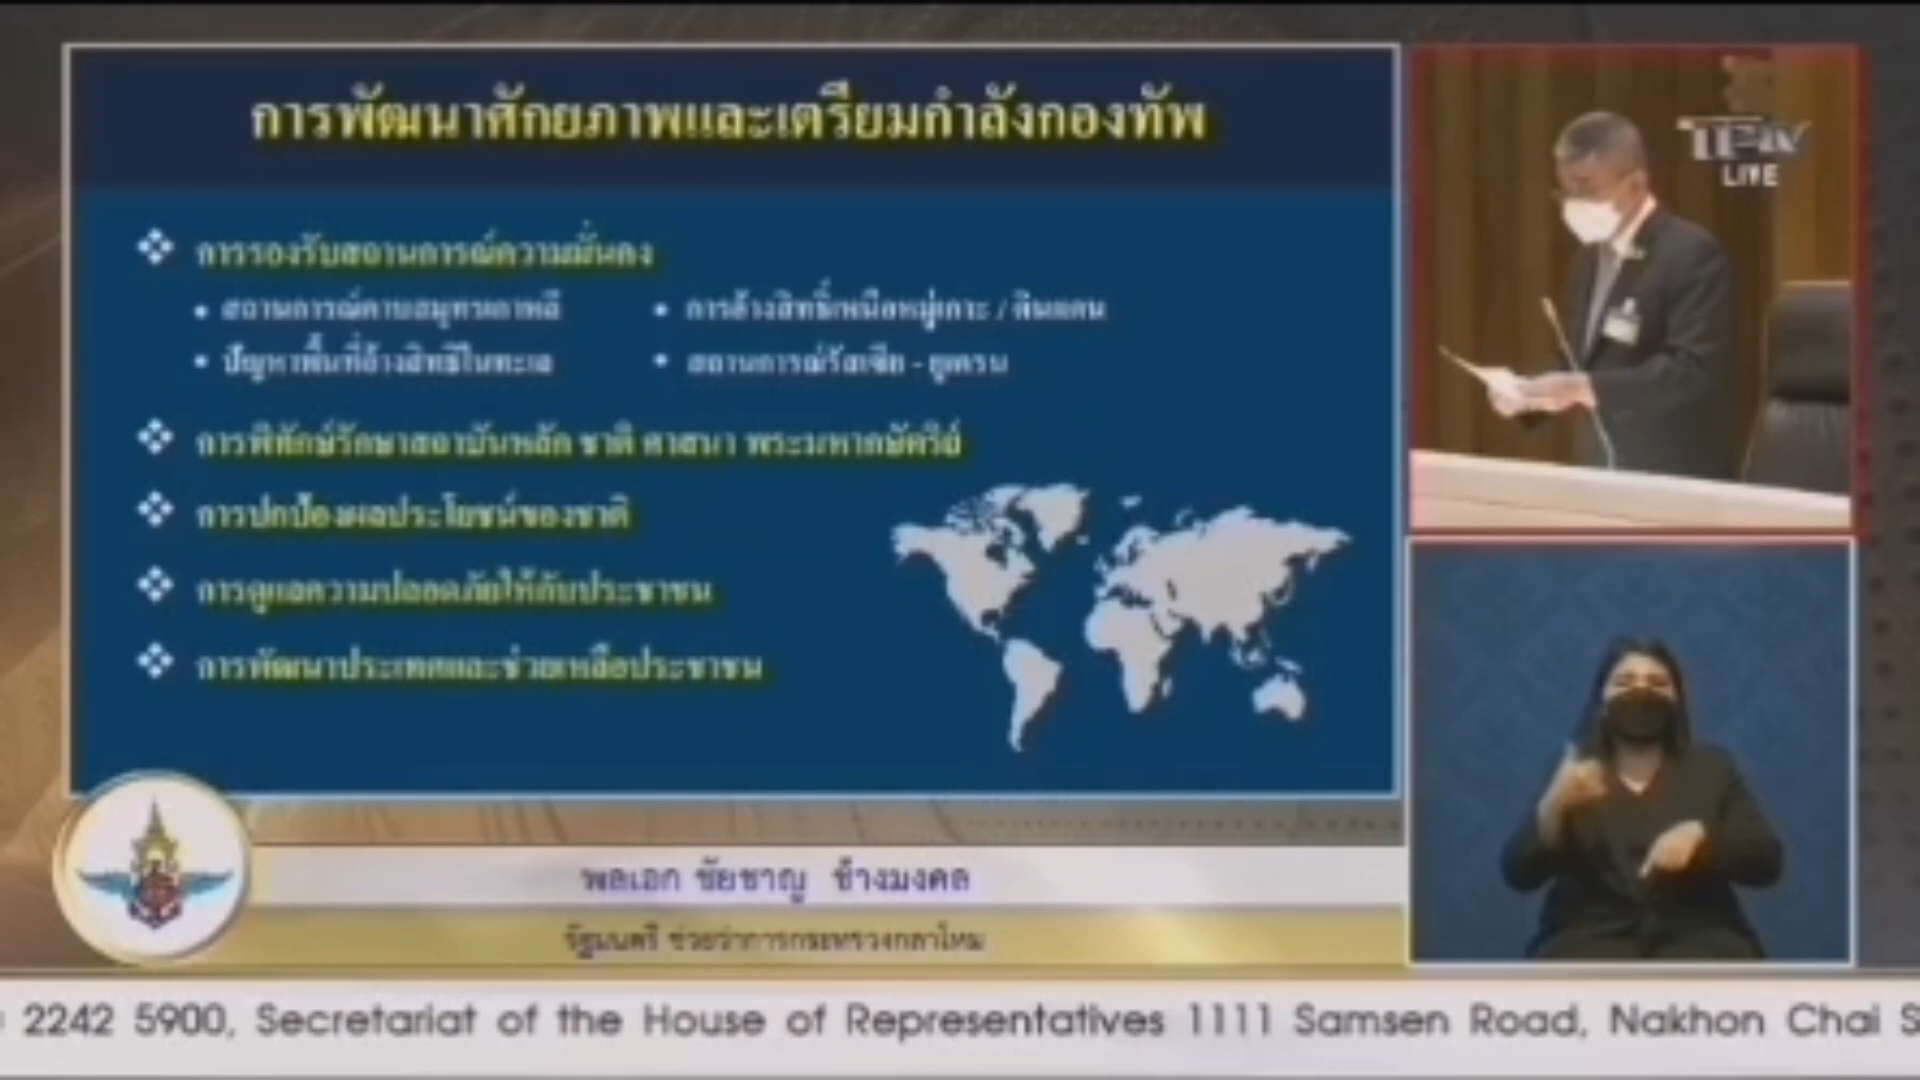 การพัฒนาศักยภาพและเตรียมกำลังกองทัพ
การรองรับสถานการณ์ความมั่นคง
สถานการณ์คาบสมุทรเกาหลี
การอ้างสิทธิ์เหนือหมู่เกาะ / ดินแดน
ปัญหาพื้นที่อ้างสิทธิในทะเล
สถานการณ์รัสเซีย - ยูเครน
การพิทักษ์รักษาสถาบันหลัก ชาติ ศาสนา พระมหากษัตริย์
การปกป้องผลประโยชน์ของชาติ
การดูแลความปลอดภัยให้กับประชาชน
การพัฒนาประเทศและช่วยเหลือประชาชน
LIVE
พลเอก ชัยชาญ ช้างมงคล
รัฐมนตรี ช่วยว่าการกระทรวงกลาโหม
2242 5900, Secretariat of the House of Representatives 1111 Samsen Road, Nakhon Chai S